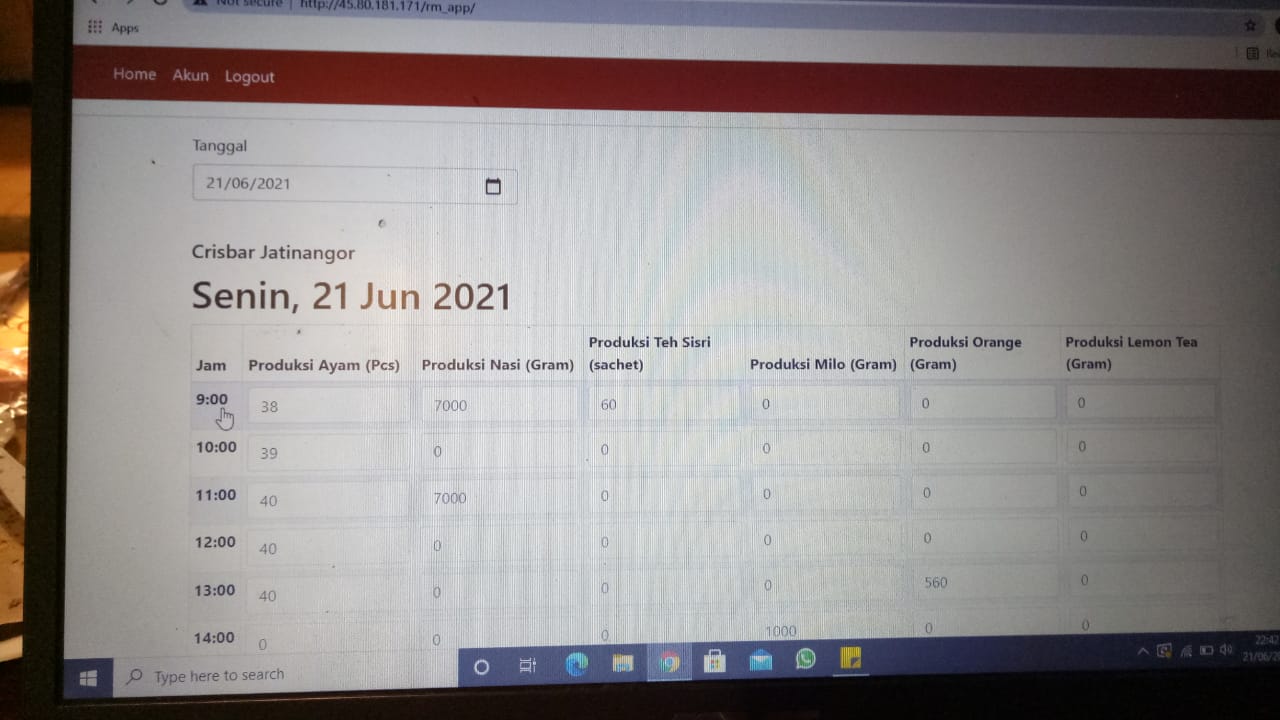 Not secure | http://45.80.181.171/rm_app/
Apps
Home Akun Logout
Tanggal
21/06/2021
Crisbar Jatinangor
Senin, 21 Jun 2021
Jam Produksi Ayam (Pcs) Produksi Nasi (Gram) Produksi Teh Sisri (sachet) Produksi Milo (Gram) Produksi Orange (Gram) Produksi Lemon Tea (Gram)
9:00 38 7000 60 0 0 0
10:00 39 0 0 0 0 0
11:00 40 7000 0 0 0 0
12:00 40 0 0 0 0 0
13:00 40 0 0 0 560 0
14:00 0 0 0 1000 0 0
Type here to search